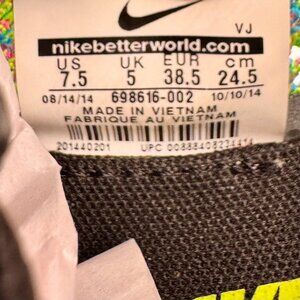 VJ
nikebetterworld.com
US UK EUR cm
7.5 5 38.5 24.5
08/14/14 698616-002 10/10/14
MADE IN VIETNAM
FABRIQUE AU VIETNAM
201440201 UPC